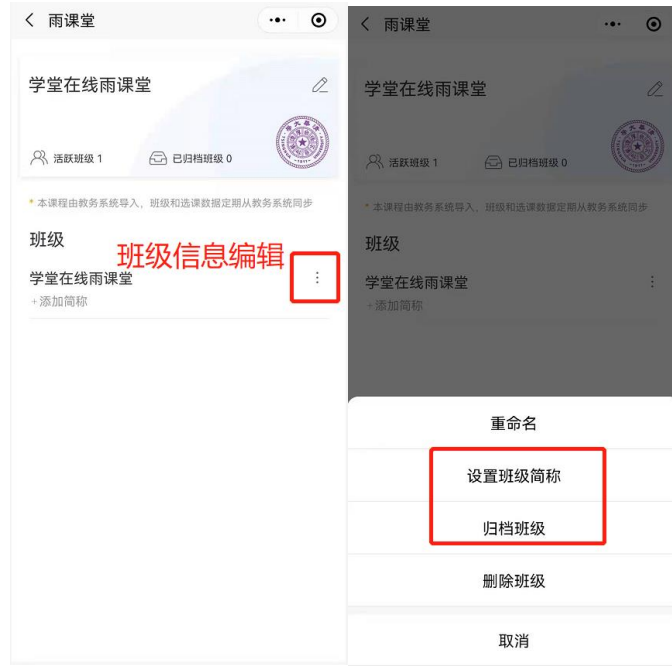 雨课堂
学堂在线雨课堂
活跃班级 1
已归档班级 0
* 本课程由教务系统导入，班级和选课数据定期从教务系统同步
班级
班级信息编辑
学堂在线雨课堂
+添加简称
雨课堂
学堂在线雨课堂
活跃班级 1
已归档班级 0
* 本课程由教务系统导入，班级和选课数据定期从教务系统同步
班级
学堂在线雨课堂
+添加简称
重命名
设置班级简称
归档班级
删除班级
取消